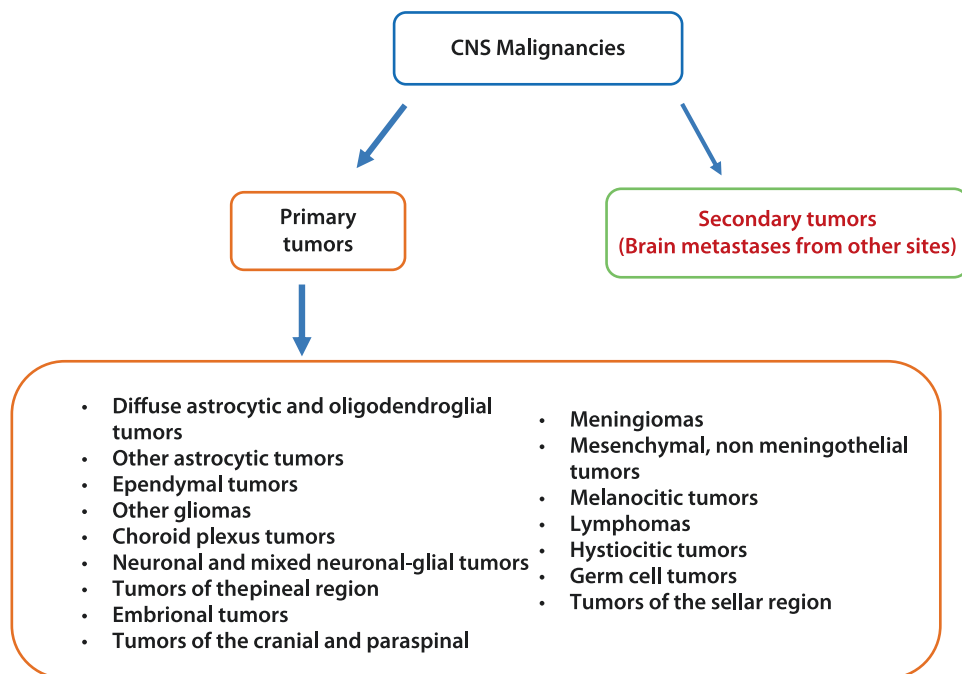 CNS Malignancies
Primary
tumors
Secondary tumors
(Brain metastases from other sites)
• Diffuse astrocytic and oligodendroglial
tumors
• Other astrocytic tumors
• Ependymal tumors
• Other gliomas
• Choroid plexus tumors
• Neuronal and mixed neuronal-glial tumors
• Tumors of thepineal region
• Embrional tumors
• Tumors of the cranial and paraspinal
• Meningiomas
• Mesenchymal, non meningothelial
tumors
• Melanocitic tumors
• Lymphomas
• Hystiocitic tumors
• Germ cell tumors
• Tumors of the sellar region